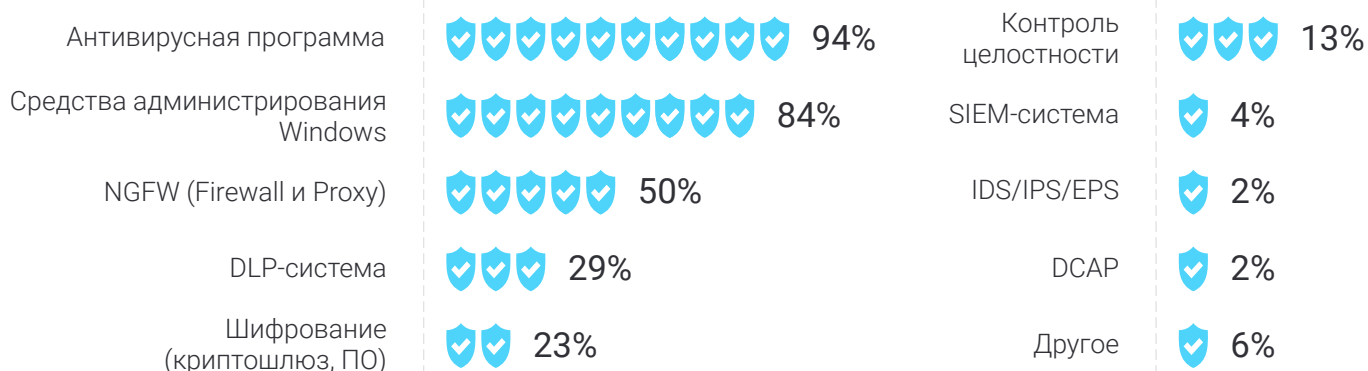 Антивирусная программа 94%
Средства администрирования
Windows 84%
NGFW (Firewall и Proxy) 50%
DLP-система 29%
Шифрование
(криптошлюз, ПО) 23%
Контроль
целостности 13%
SIEM-система 4%
IDS/IPS/EPS 2%
DCAP 2%
Другое 6%